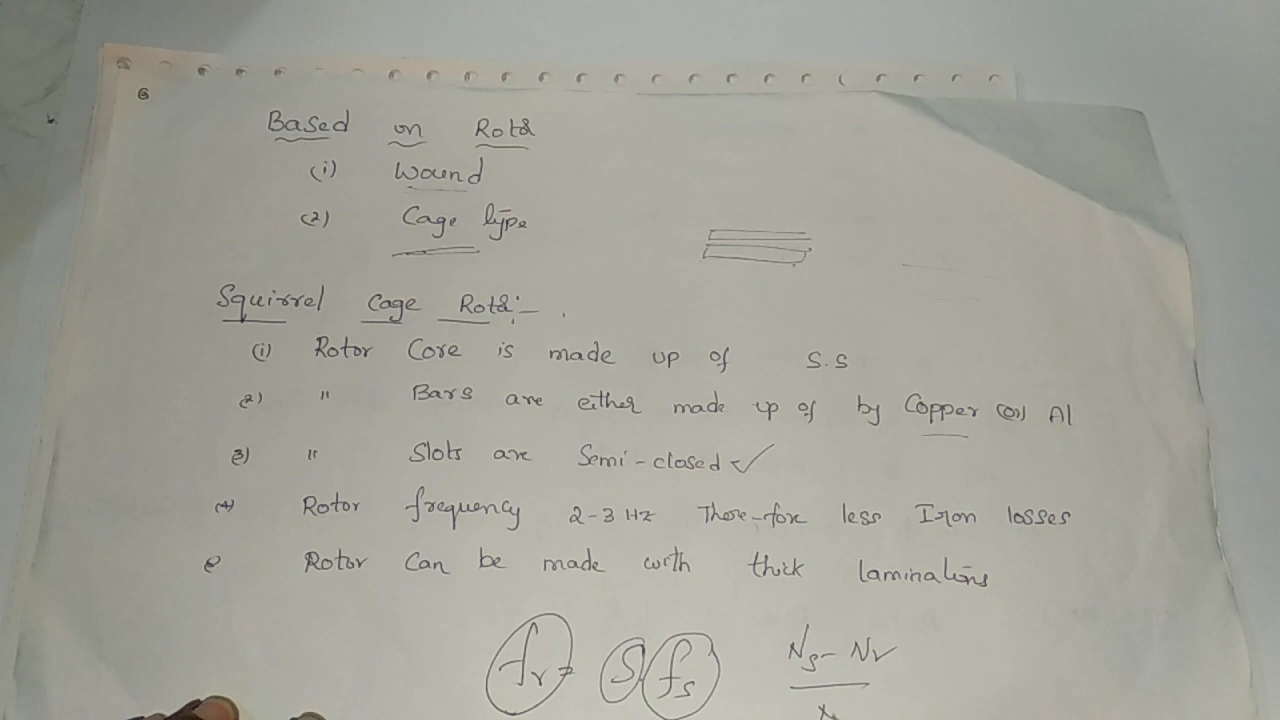 Based on Rotor
(i) Wound
(2) Cage type
Squirrel Cage Rotor:-
(i) Rotor Core is made up of S.S
2) " Bars are either made up of by Copper (or) Al
3) " Slots are Semi-closed ✓
(4) Rotor frequency 2-3 Hz There-fore less Iron losses
Rotor Can be made with thick laminations
fr = S fs Ns - Nr